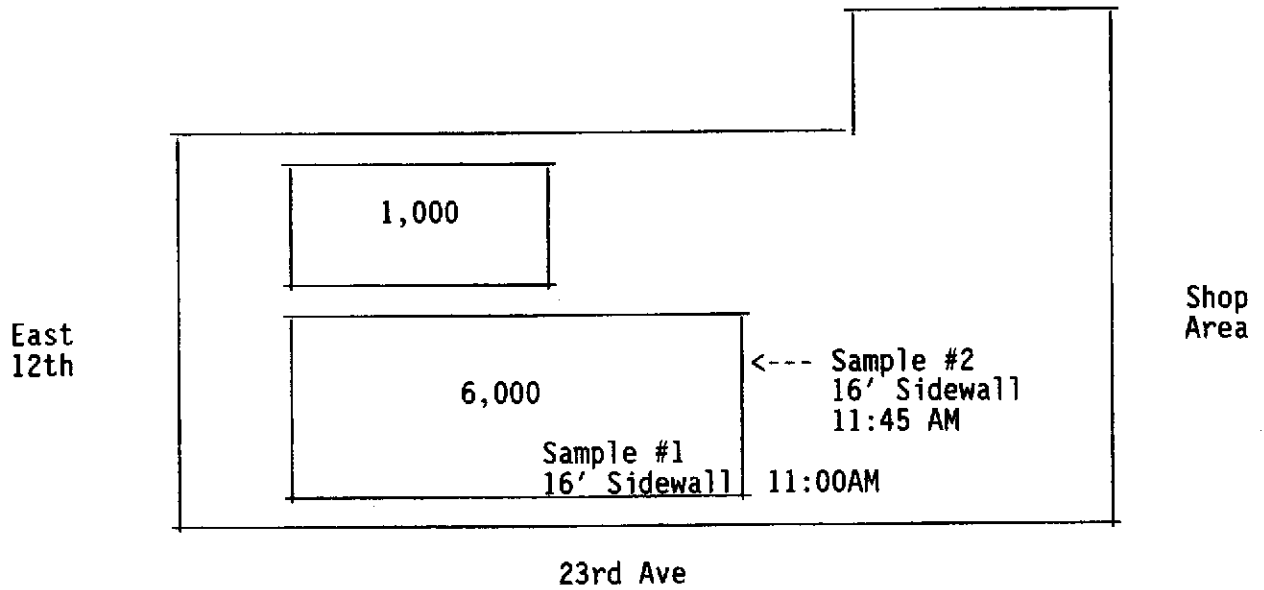 1,000
East
12th
Shop
Area
6,000
<--- Sample #2
16' Sidewall
11:45 AM
Sample #1
16' Sidewall 11:00AM
23rd Ave